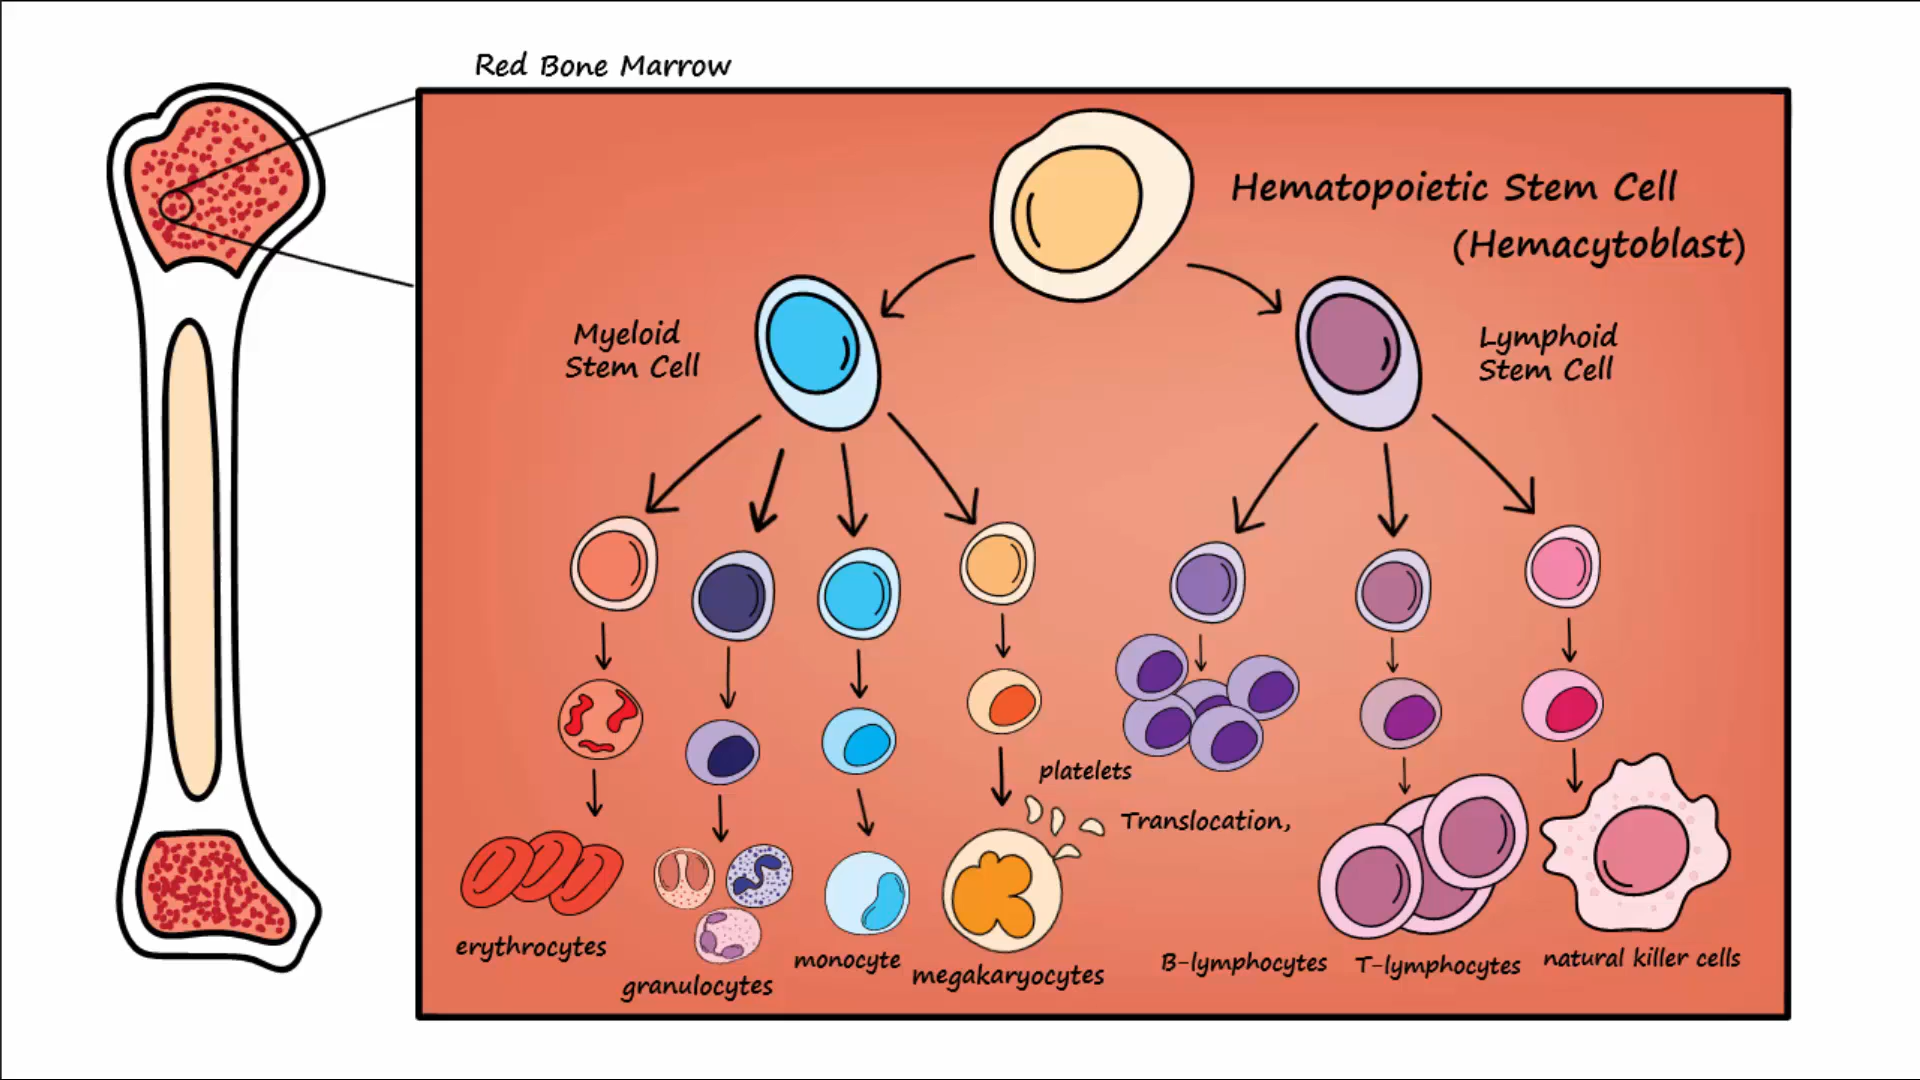 Red Bone Marrow
Hematopoietic Stem Cell
(Hemacytoblast)
Myeloid
Stem Cell
Lymphoid
Stem Cell
platelets
Translocation,
erythrocytes
granulocytes
monocyte
megakaryocytes
B-lymphocytes
T-lymphocytes
natural killer cells